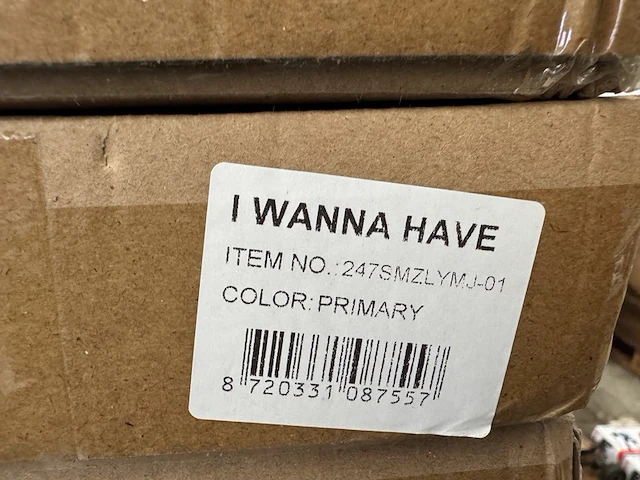 I WANNA HAVE
ITEM NO.:247SMZLYMJ-01
COLOR:PRIMARY
8 720331 087557